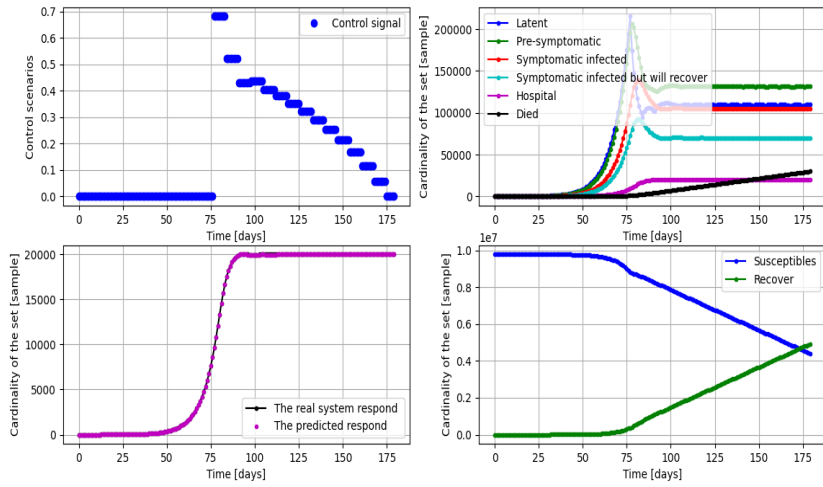 Control scenarios
0.7
0.6
0.5
0.4
0.3
0.2
0.1
0.0
Control signal
0 25 50 75 100 125 150 175
Time [days]
Cardinality of the set [sample]
200000
150000
100000
50000
0
Latent
Pre-symptomatic
Symptomatic infected
Symptomatic infected but will recover
Hospital
Died
0 25 50 75 100 125 150 175
Time [days]
Cardinality of the set [sample]
20000
15000
10000
5000
0
The real system respond
The predicted respond
0 25 50 75 100 125 150 175
Time [days]
Cardinality of the set [sample]
1e7
1.0
0.8
0.6
0.4
0.2
0.0
Susceptibles
Recover
0 25 50 75 100 125 150 175
Time [days]